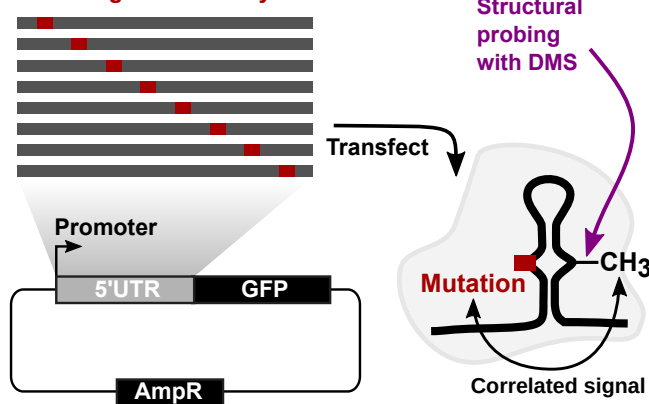 Structural
probing
with DMS
Transfect
Promoter
5'UTR
GFP
CH3
Mutation
AmpR
Correlated signal